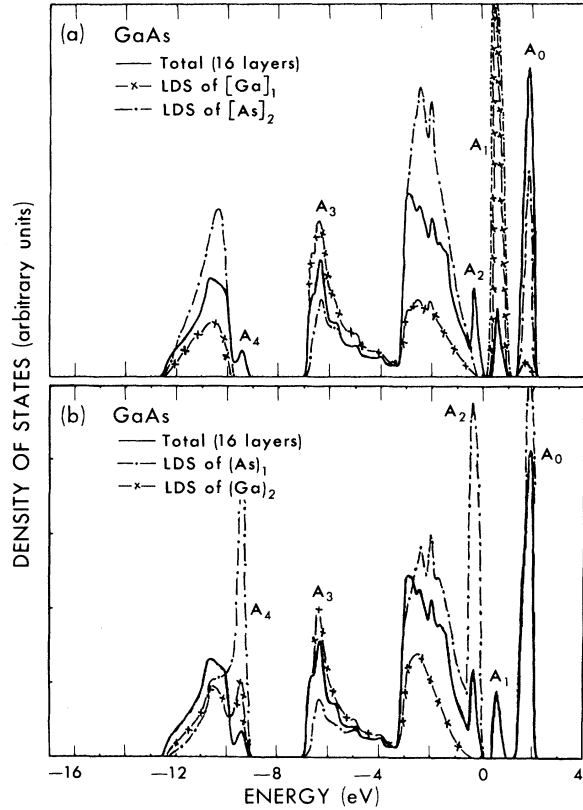 (a) GaAs
— Total (16 layers)
–×– LDS of [Ga]₁
–·– LDS of [As]₂
A₀
A₁
A₃
A₂
A₄
DENSITY OF STATES (arbitrary units)
(b) GaAs
— Total (16 layers)
–·– LDS of (As)₁
–×– LDS of (Ga)₂
A₂
A₀
A₄
A₃
A₁
−16 −12 −8 −4 0 4
ENERGY (eV)